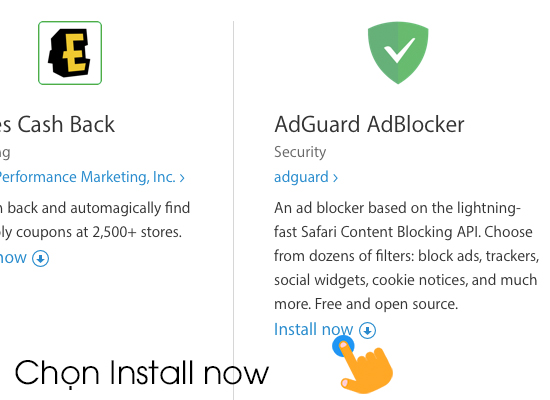 E
s Cash Back
g
Performance Marketing, Inc. ›
back and automagically find
ly coupons at 2,500+ stores.
now
AdGuard AdBlocker
Security
adguard ›
An ad blocker based on the lightning-
fast Safari Content Blocking API. Choose
from dozens of filters: block ads, trackers,
social widgets, cookie notices, and much
more. Free and open source.
Install now
Chọn Install now